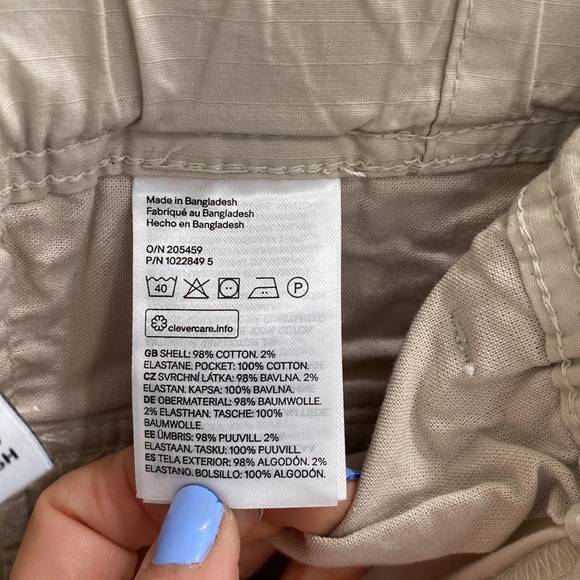 Made in Bangladesh
Fabriqué au Bangladesh
Hecho en Bangladesh
O/N 205459
P/N 1022849 5
40
P
clevercare.info
GB SHELL: 98% COTTON. 2%
ELASTANE. POCKET: 100% COTTON.
CZ SVRCHNÍ LÁTKA: 98% BAVLNA. 2%
ELASTAN. KAPSA: 100% BAVLNA.
DE OBERMATERIAL: 98% BAUMWOLLE.
2% ELASTHAN. TASCHE: 100%
BAUMWOLLE.
EE ÜMBRIS: 98% PUUVILL. 2%
ELASTAAN. TASKU: 100% PUUVILL.
ES TELA EXTERIOR: 98% ALGODÓN. 2%
ELASTANO. BOLSILLO: 100% ALGODÓN.